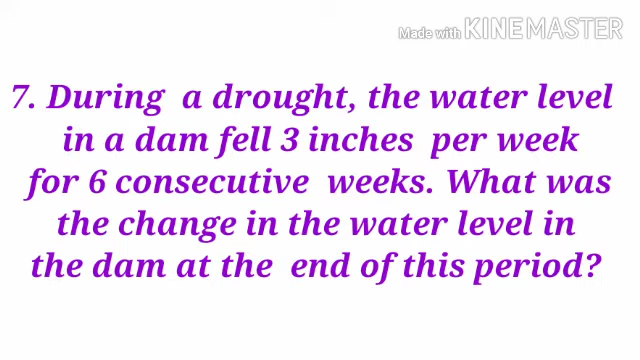 Made with KINEMASTER
7. During a drought, the water level
in a dam fell 3 inches per week
for 6 consecutive weeks. What was
the change in the water level in
the dam at the end of this period?